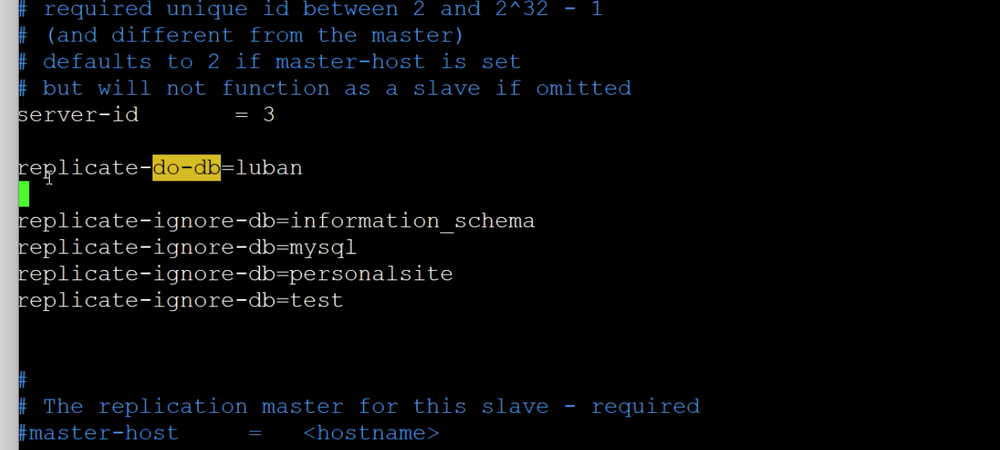 # required unique id between 2 and 2^32 - 1
# (and different from the master)
# defaults to 2 if master-host is set
# but will not function as a slave if omitted
server-id       = 3
replicate-do-db=luban
replicate-ignore-db=information_schema
replicate-ignore-db=mysql
replicate-ignore-db=personalsite
replicate-ignore-db=test
#
# The replication master for this slave - required
#master-host     =   <hostname>